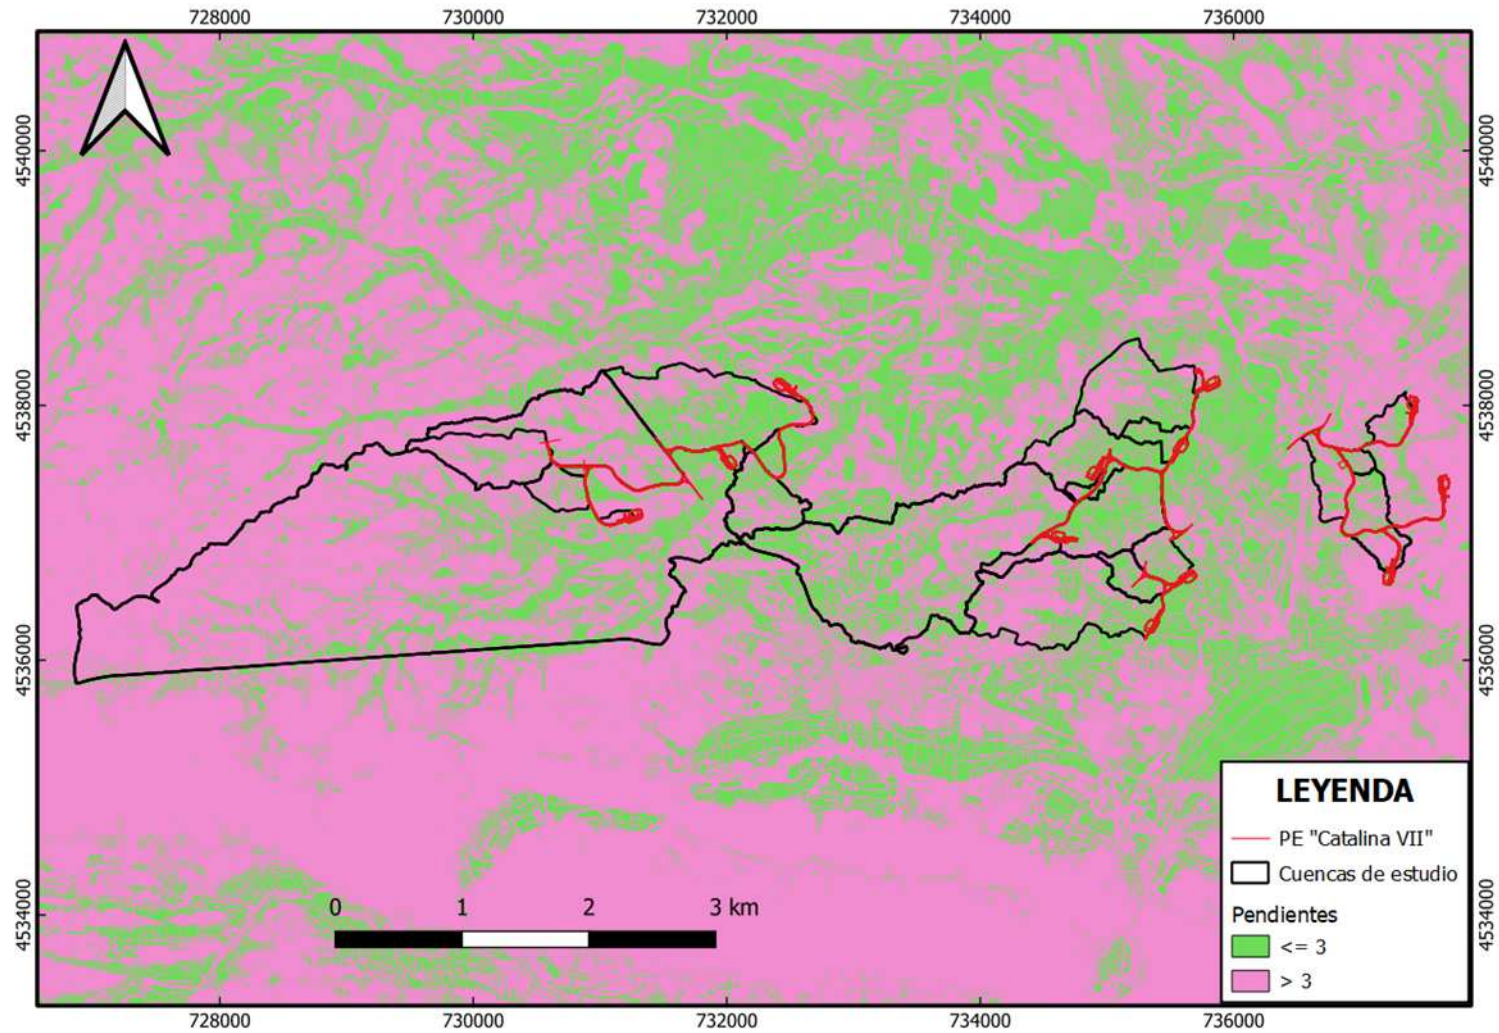 728000 730000 732000 734000 736000
4540000 4540000
4538000 4538000
4536000 4536000
4534000 4534000
0 1 2 3 km
LEYENDA
PE "Catalina VII"
Cuencas de estudio
Pendientes
<= 3
> 3
728000 730000 732000 734000 736000